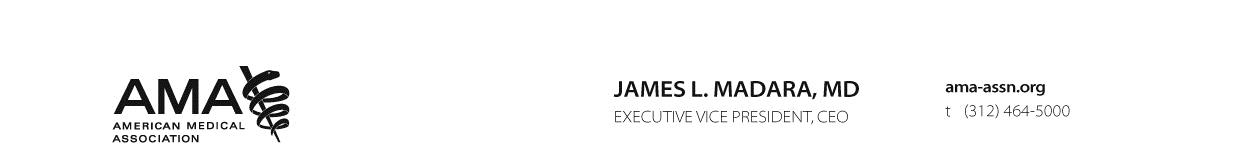 AMA
AMERICAN MEDICAL
ASSOCIATION
JAMES L. MADARA, MD
EXECUTIVE VICE PRESIDENT, CEO
ama-assn.org
t (312) 464-5000